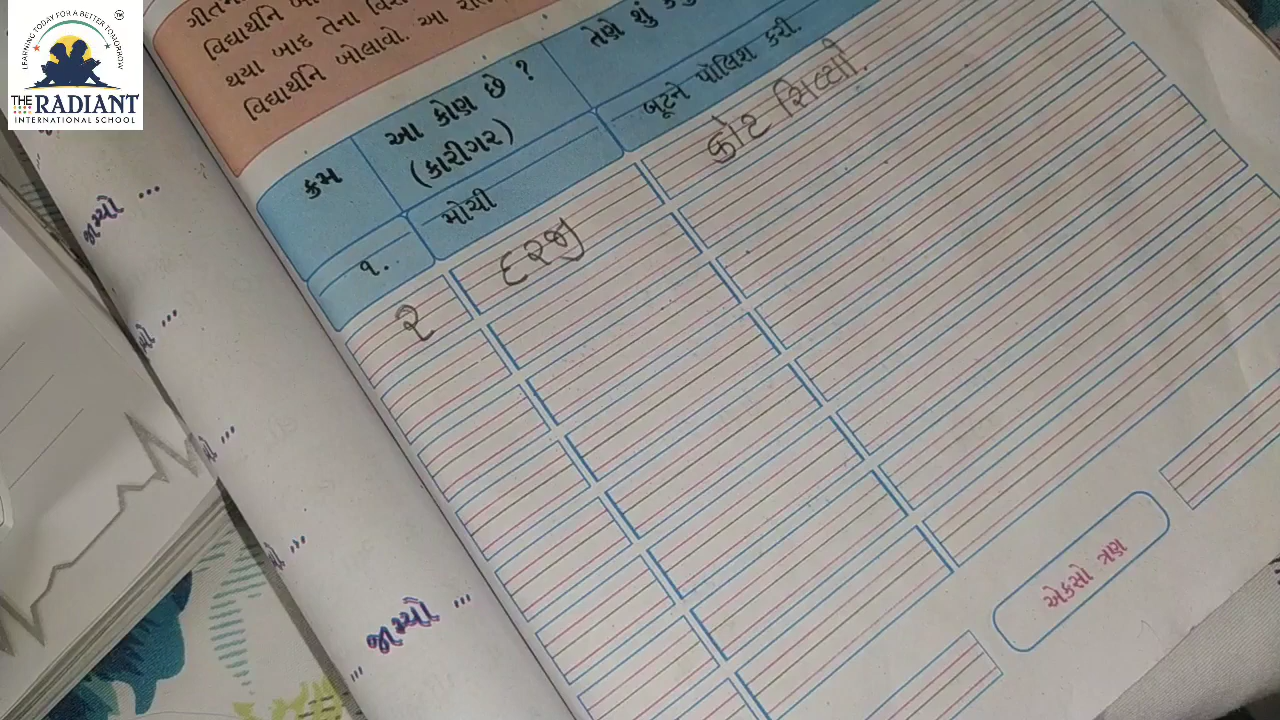 LEARNING TODAY FOR A BETTER TOMORROW
THE RADIANT
INTERNATIONAL SCHOOL
થયા બાદ તેના
વિદ્યાર્થીને બોલાવો. આ
ક્રમ
આ કોણ છે ?
(કારીગર)
તેણે શું
૧.
મોચી
બૂટને પૉલિશ કરી.
૨
દરજી
કોટ સિવ્યો.
જાગ્યો ...
જાગ્યો ...
એકસો ત્રણ